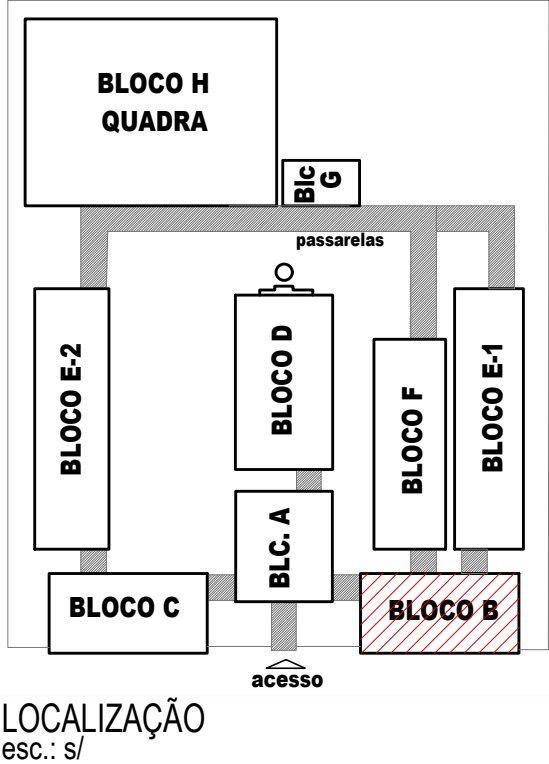 BLOCO H
QUADRA
Blc
G
passarelas
BLOCO E-2
BLOCO D
BLOCO F
BLOCO E-1
BLC. A
BLOCO C
BLOCO B
acesso
LOCALIZAÇÃO
esc.: s/